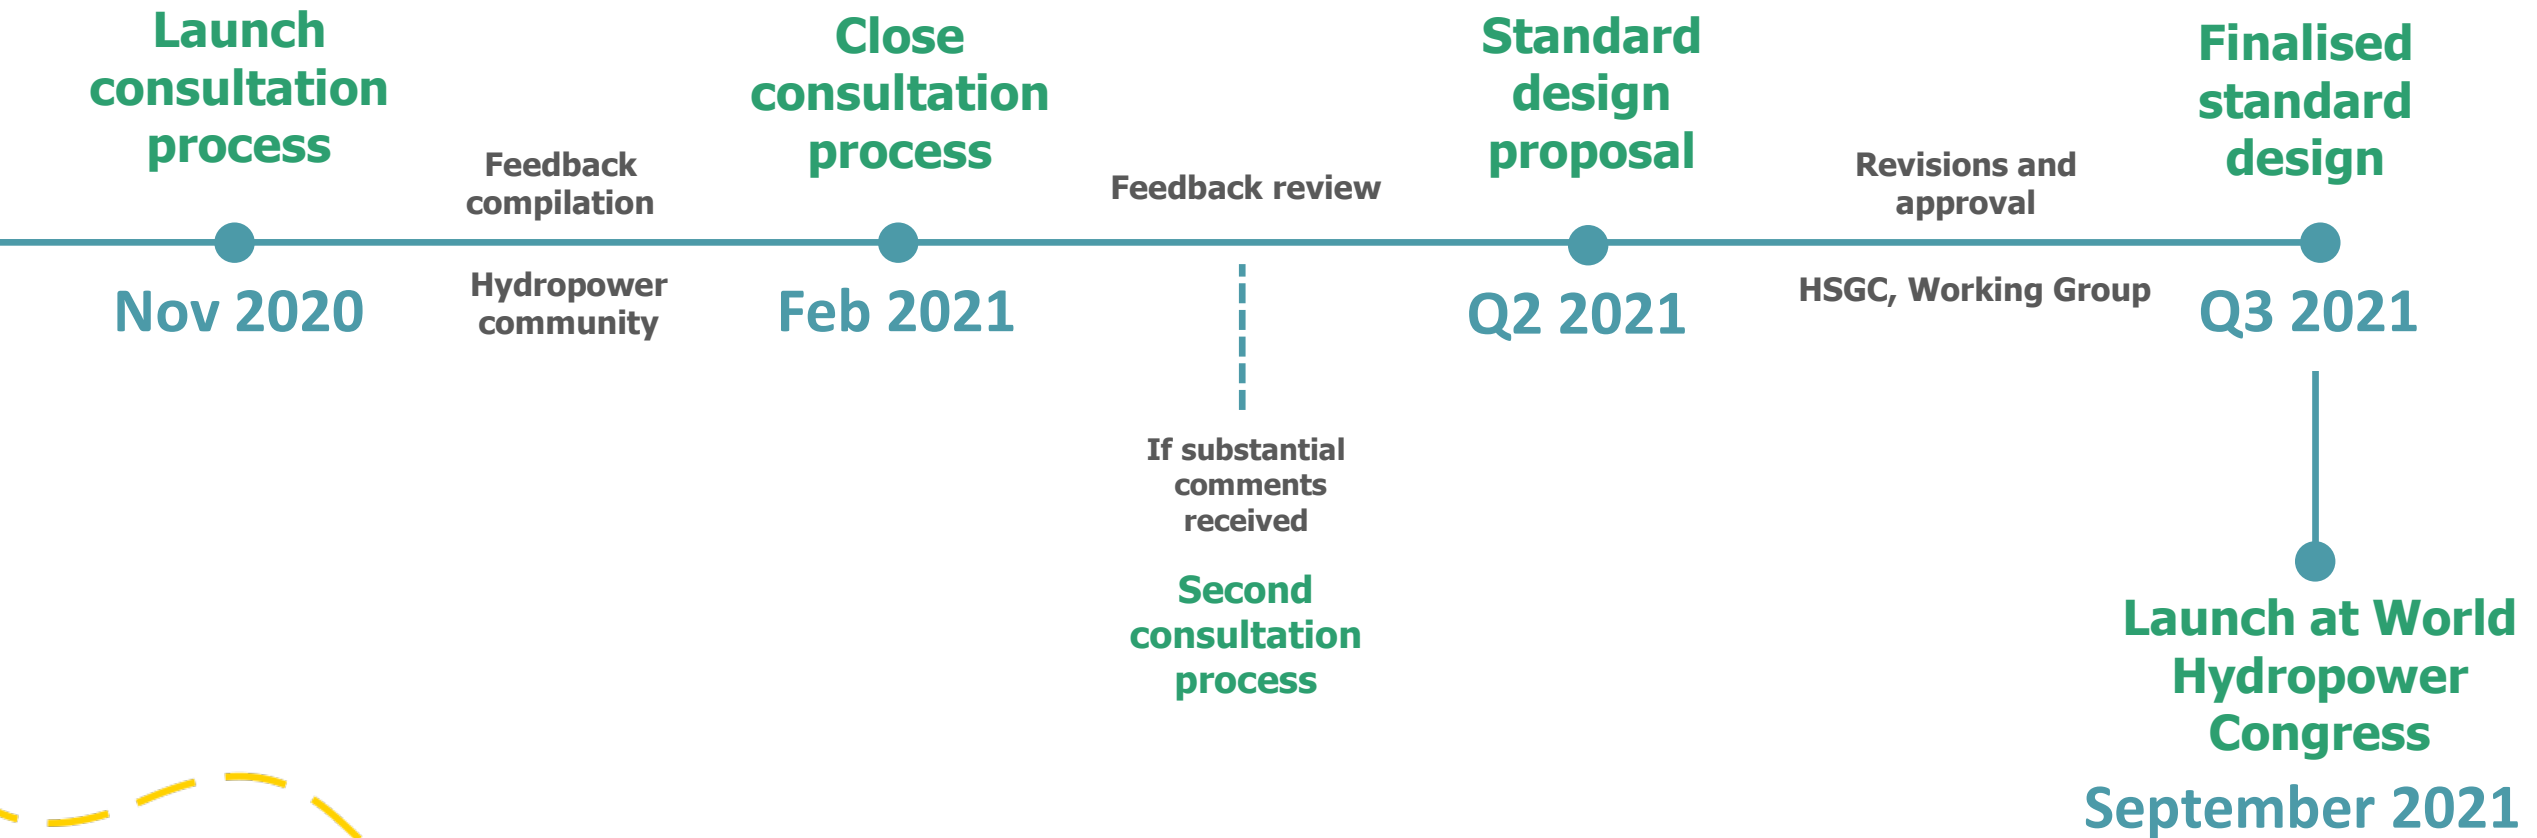 Launch
consultation
process
Feedback
compilation
Close
consultation
process
Feedback review
Standard
design
proposal
Revisions and
approval
Finalised
standard
design
Nov 2020
Hydropower
community
Feb 2021
Q2 2021
HSGC, Working Group
Q3 2021
If substantial
comments
received
Second
consultation
process
Launch at World
Hydropower
Congress
September 2021